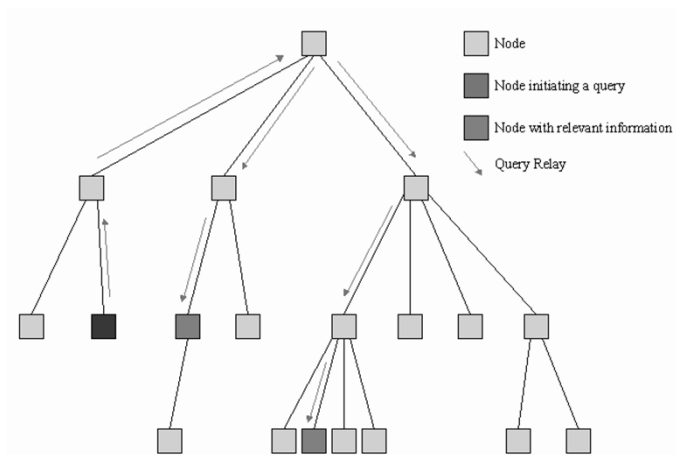 Node
Node initiating a query
Node with relevant information
Query Relay